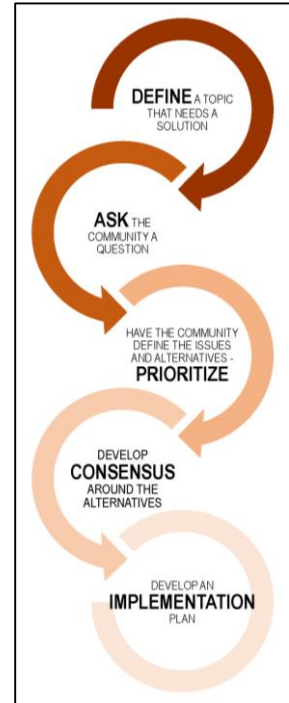 DEFINE A TOPIC
THAT NEEDS A
SOLUTION
ASK THE
COMMUNITY A
QUESTION
HAVE THE COMMUNITY
DEFINE THE ISSUES
AND ALTERNATIVES -
PRIORITIZE
DEVELOP
CONSENSUS
AROUND THE
ALTERNATIVES
DEVELOP AN
IMPLEMENTATION
PLAN